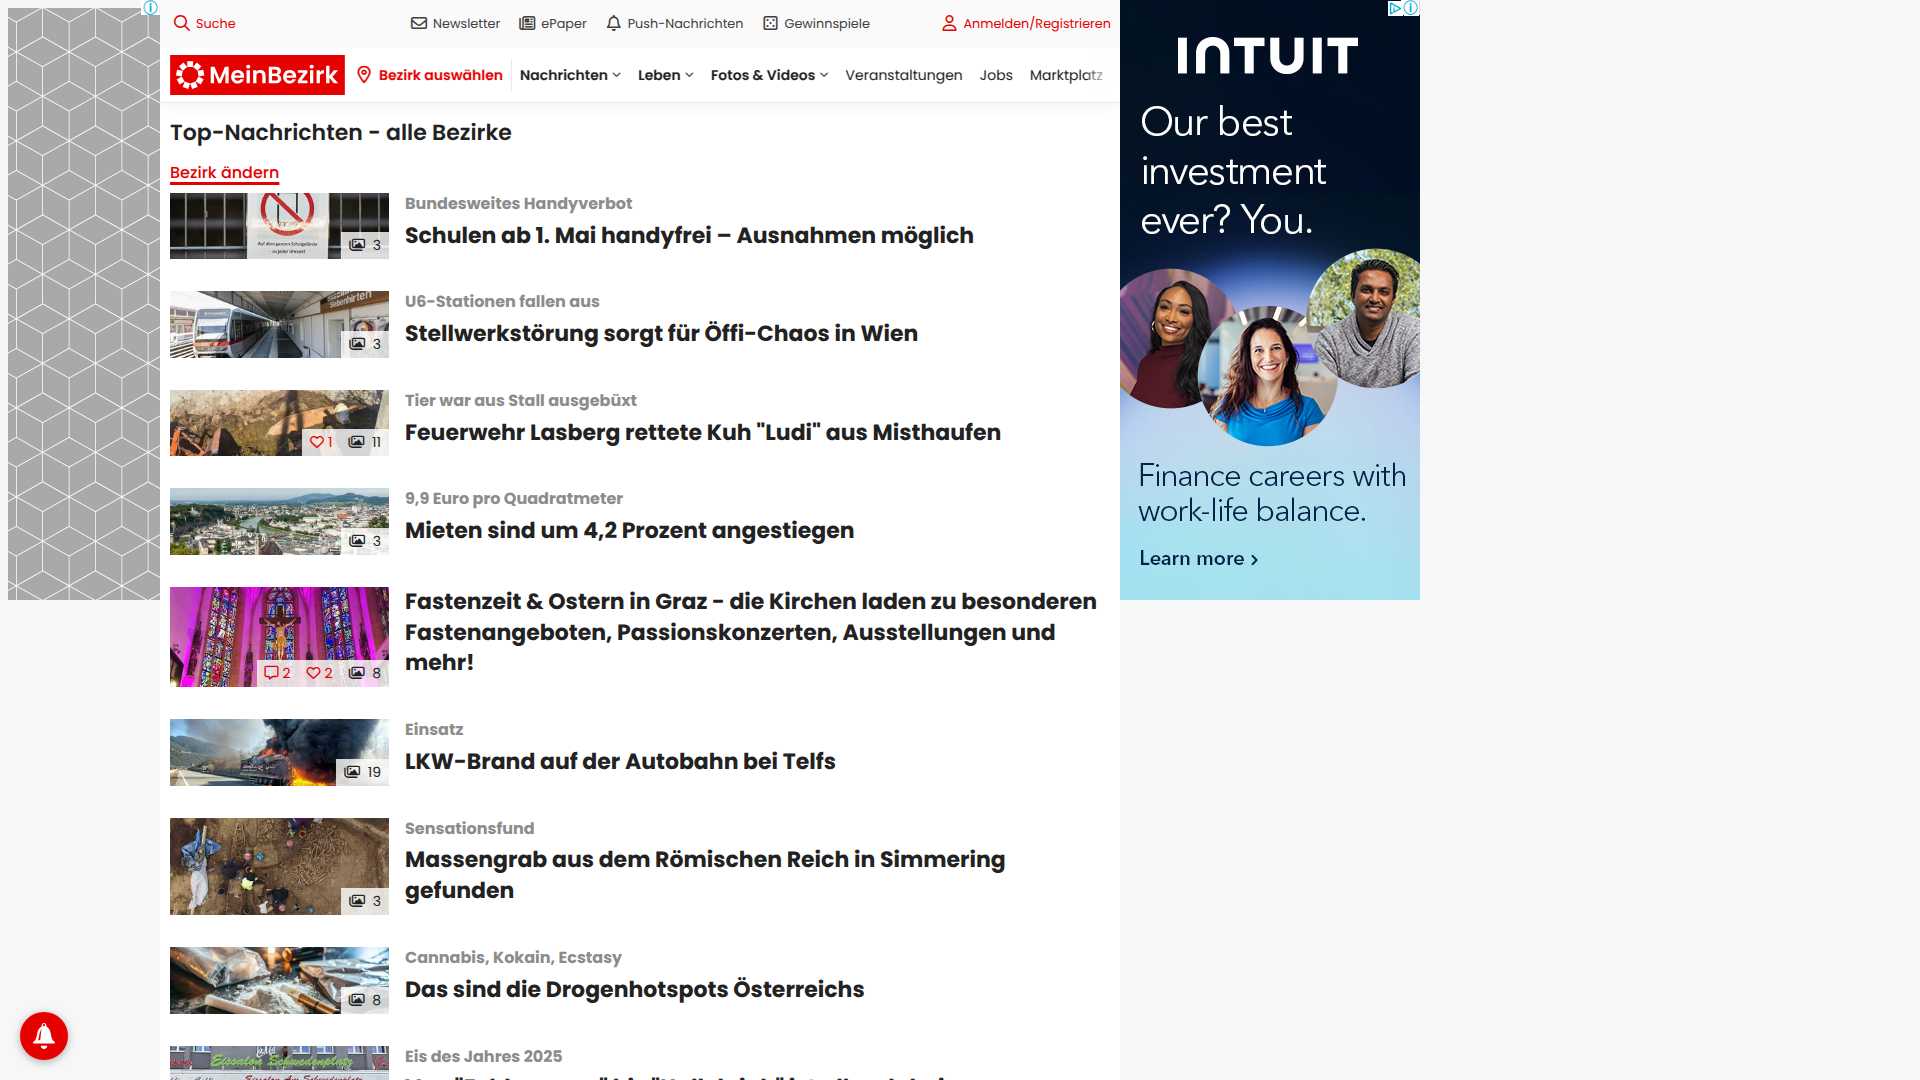 Suche
Newsletter
ePaper
Push-Nachrichten
Gewinnspiele
Anmelden/Registrieren
MeinBezirk
Bezirk auswählen
Nachrichten
Leben
Fotos & Videos
Veranstaltungen
Jobs
Marktplatz
Top-Nachrichten - alle Bezirke
Bezirk ändern
3
Bundesweites Handyverbot
Schulen ab 1. Mai handyfrei – Ausnahmen möglich
Siebenhirten
3
U6-Stationen fallen aus
Stellwerkstörung sorgt für Öffi-Chaos in Wien
1
11
Tier war aus Stall ausgebüxt
Feuerwehr Lasberg rettete Kuh "Ludi" aus Misthaufen
3
9,9 Euro pro Quadratmeter
Mieten sind um 4,2 Prozent angestiegen
2
2
8
Fastenzeit & Ostern in Graz - die Kirchen laden zu besonderen
Fastenangeboten, Passionskonzerten, Ausstellungen und
mehr!
19
Einsatz
LKW-Brand auf der Autobahn bei Telfs
3
Sensationsfund
Massengrab aus dem Römischen Reich in Simmering
gefunden
8
Cannabis, Kokain, Ecstasy
Das sind die Drogenhotspots Österreichs
Eissalon Schwedenplatz
Eis des Jahres 2025
INTUIT
Our best
investment
ever? You.
Finance careers with
work-life balance.
Learn more